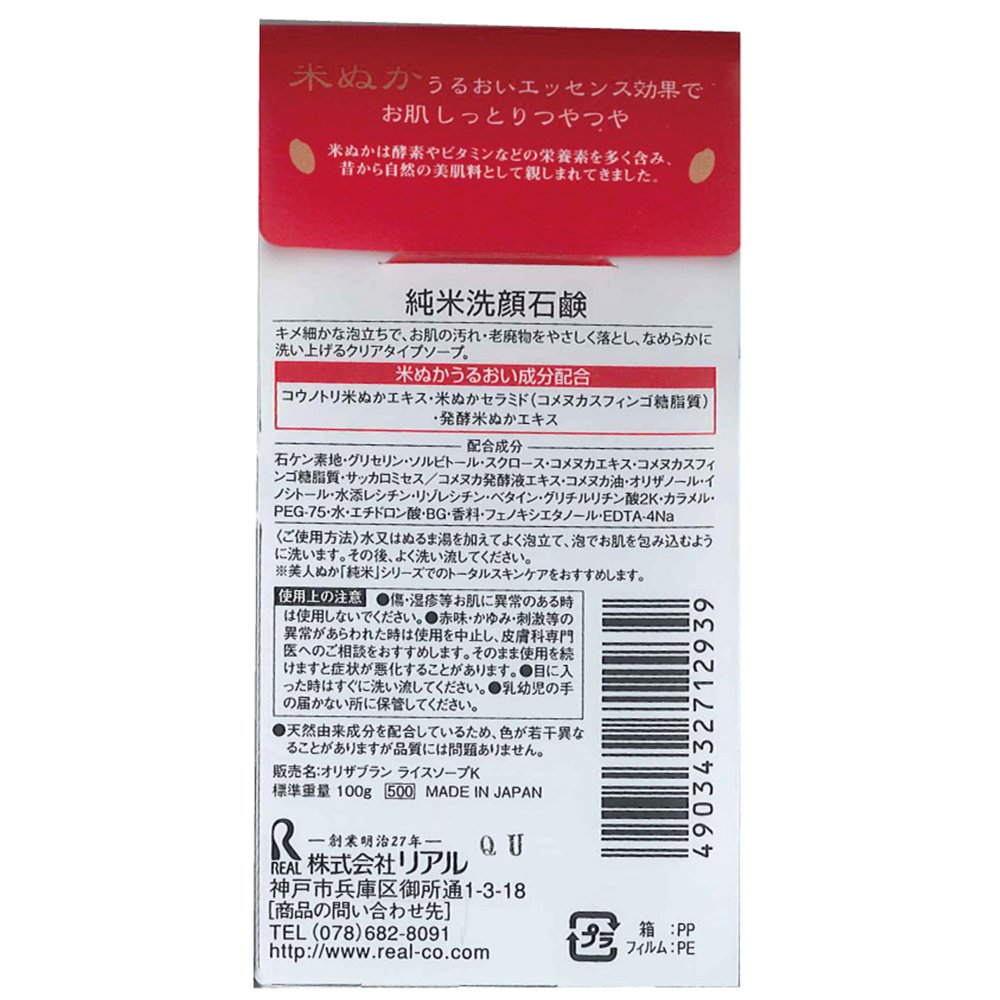 米ぬか うるおいエッセンス効果で
お肌しっとりつやつや
米ぬかは酵素やビタミンなどの栄養素を多く含み、
昔から自然の美肌料として親しまれてきました。
純米洗顔石鹸
キメ細かな泡立ちで、お肌の汚れ・老廃物をやさしく落とし、なめらかに
洗い上げるクリアタイプソープ。
米ぬかうるおい成分配合
コウノトリ米ぬかエキス・米ぬかセラミド(コメヌカスフィンゴ糖脂質)
・発酵米ぬかエキス
配合成分
石ケン素地・グリセリン・ソルビトール・スクロース・コメヌカエキス・コメヌカスフィ
ンゴ糖脂質・サッカロミセス/コメヌカ発酵液エキス・コメヌカ油・オリザノール・イ
ノシトール・水添レシチン・リゾレシチン・ベタイン・グリチルリチン酸2K・カラメル・
PEG-75・水・エチドロン酸・BG・香料・フェノキシエタノール・EDTA-4Na
〈ご使用方法〉水又はぬるま湯を加えてよく泡立て、泡でお肌を包み込むよう
に洗います。その後、よく洗い流してください。
※美人ぬか「純米」シリーズでのトータルスキンケアをおすすめします。
使用上の注意 ●傷・湿疹等お肌に異常のある時
は使用しないでください。●赤味・かゆみ・刺激等の
異常があらわれた時は使用を中止し、皮膚科専門
医へのご相談をおすすめします。そのまま使用を続
けますと症状が悪化することがあります。●目に入
った時はすぐに洗い流してください。●乳幼児の手
の届かない所に保管してください。
●天然由来成分を配合しているため、色が若干異な
ることがありますが品質には問題ありません。
販売名:オリザブラン ライスソープK
標準重量 100g 500 MADE IN JAPAN
4903432712939
R REAL
創業明治27年
QU
株式会社リアル
神戸市兵庫区御所通1-3-18
[商品の問い合わせ先]
TEL (078)682-8091
http://www.real-co.com
プラ
箱 :PP
フィルム:PE